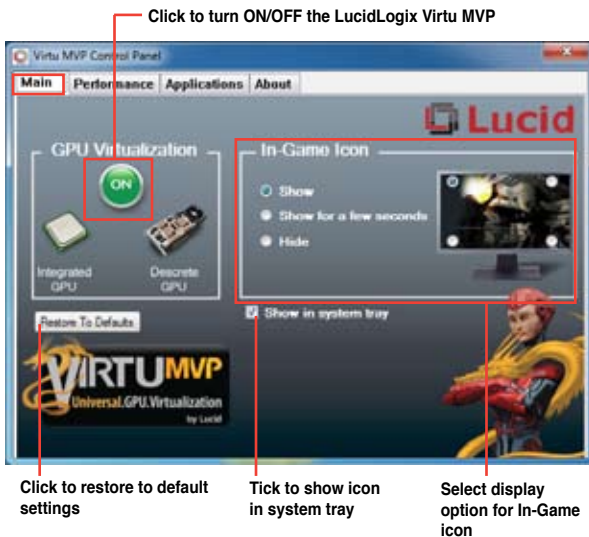 Click to turn ON/OFF the LucidLogix Virtu MVP
Virtu MVP Control Panel
Main Performance Applications About
Lucid
GPU Virtualization
In-Game Icon
ON
Show
Show for a few seconds
Hide
Integrated
GPU
Descrete
GPU
Restore To Defaults
Show in system tray
VIRTUMVP
Universal.GPU.Virtualization
by Lucid
Click to restore to default
settings
Tick to show icon
in system tray
Select display
option for In-Game
icon